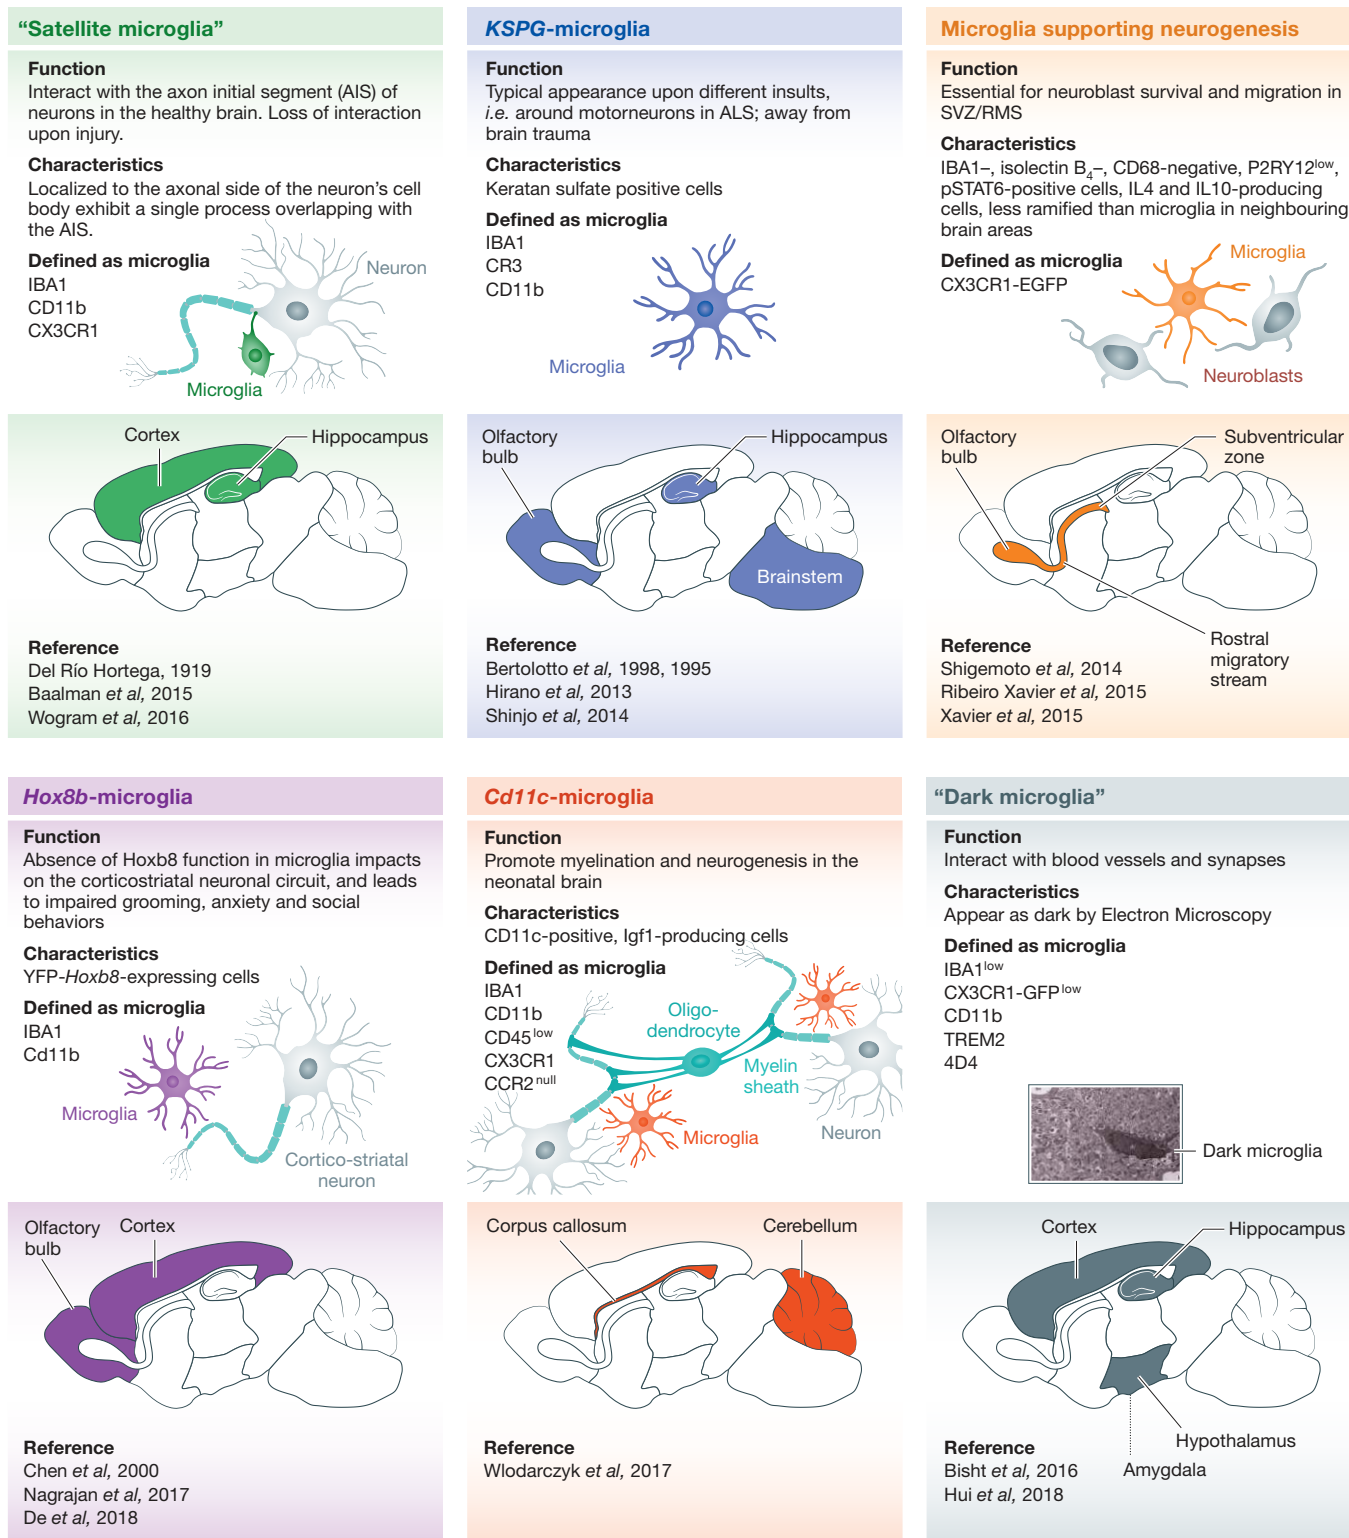 “Satellite microglia”
Function
Interact with the axon initial segment (AIS) of
neurons in the healthy brain. Loss of interaction
upon injury.
Characteristics
Localized to the axonal side of the neuron’s cell
body exhibit a single process overlapping with
the AIS.
Defined as microglia
IBA1
CD11b
CX3CR1
Neuron
Microglia
Cortex
Hippocampus
Reference
Del Río Hortega, 1919
Baalman et al, 2015
Wogram et al, 2016
KSPG-microglia
Function
Typical appearance upon different insults,
i.e. around motorneurons in ALS; away from
brain trauma
Characteristics
Keratan sulfate positive cells
Defined as microglia
IBA1
CR3
CD11b
Microglia
Olfactory
bulb
Hippocampus
Brainstem
Reference
Bertolotto et al, 1998, 1995
Hirano et al, 2013
Shinjo et al, 2014
Microglia supporting neurogenesis
Function
Essential for neuroblast survival and migration in
SVZ/RMS
Characteristics
IBA1–, isolectin B4–, CD68-negative, P2RY12low,
pSTAT6-positive cells, IL4 and IL10-producing
cells, less ramified than microglia in neighbouring
brain areas
Defined as microglia
CX3CR1-EGFP
Microglia
Neuroblasts
Olfactory
bulb
Subventricular
zone
Rostral
migratory
stream
Reference
Shigemoto et al, 2014
Ribeiro Xavier et al, 2015
Xavier et al, 2015
Hox8b-microglia
Function
Absence of Hoxb8 function in microglia impacts
on the corticostriatal neuronal circuit, and leads
to impaired grooming, anxiety and social
behaviors
Characteristics
YFP-Hoxb8-expressing cells
Defined as microglia
IBA1
Cd11b
Microglia
Cortico-striatal
neuron
Olfactory
bulb
Cortex
Reference
Chen et al, 2000
Nagrajan et al, 2017
De et al, 2018
Cd11c-microglia
Function
Promote myelination and neurogenesis in the
neonatal brain
Characteristics
CD11c-positive, Igf1-producing cells
Defined as microglia
IBA1
CD11b
CD45low
CX3CR1
CCR2null
Oligo-
dendrocyte
Myelin
sheath
Microglia
Neuron
Corpus callosum
Cerebellum
Reference
Wlodarczyk et al, 2017
“Dark microglia”
Function
Interact with blood vessels and synapses
Characteristics
Appear as dark by Electron Microscopy
Defined as microglia
IBA1low
CX3CR1-GFPlow
CD11b
TREM2
4D4
Dark microglia
Cortex
Hippocampus
Hypothalamus
Amygdala
Reference
Bisht et al, 2016
Hui et al, 2018